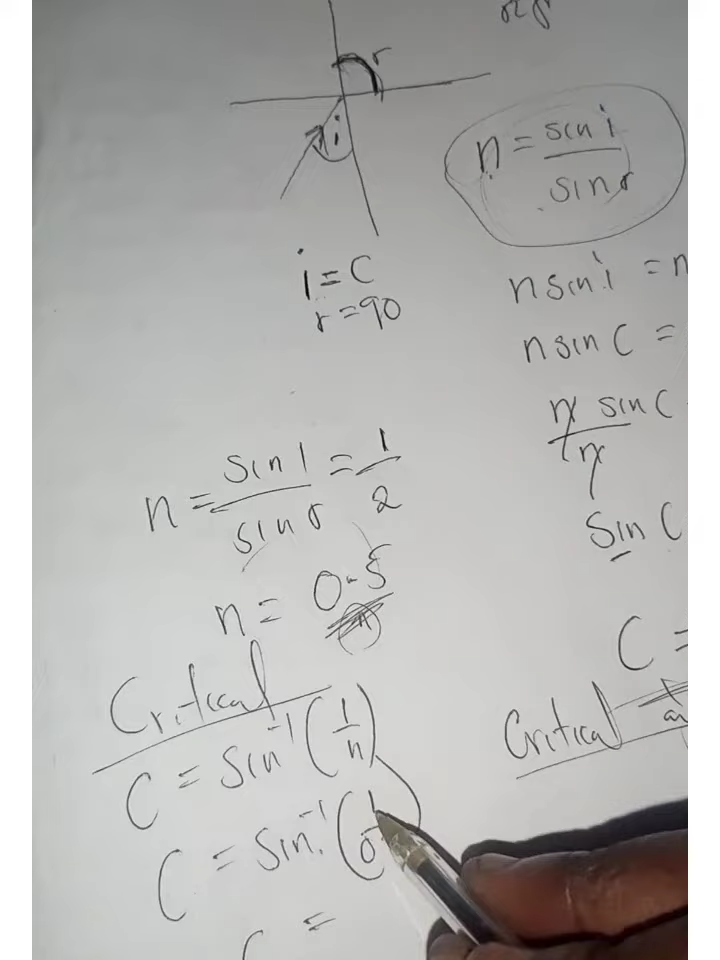 r
i
i = C
r = 90
n = sin i / sin r = 1/2
n = 0.5
Critical
C = sin⁻¹ (1/n)
C = sin⁻¹ (1/0
C =
n = sin i / sin r
n sin i = n
n sin C =
n sin C
n
sin C
C =
Critical